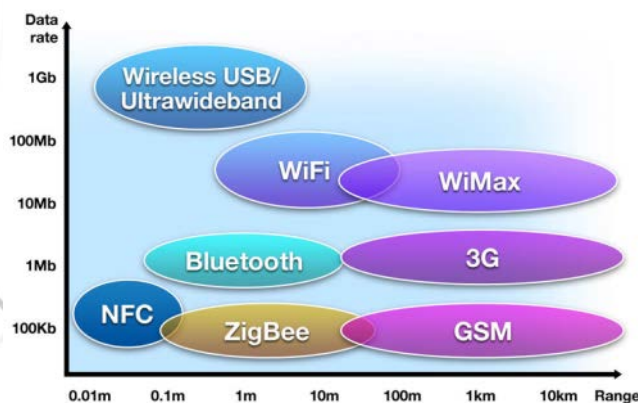 Data
rate
1Gb
Wireless USB/
Ultrawideband
100Mb
WiFi
WiMax
10Mb
Bluetooth
3G
1Mb
NFC
ZigBee
GSM
100Kb
0.01m 0.1m 1m 10m 100m 1km 10km Range